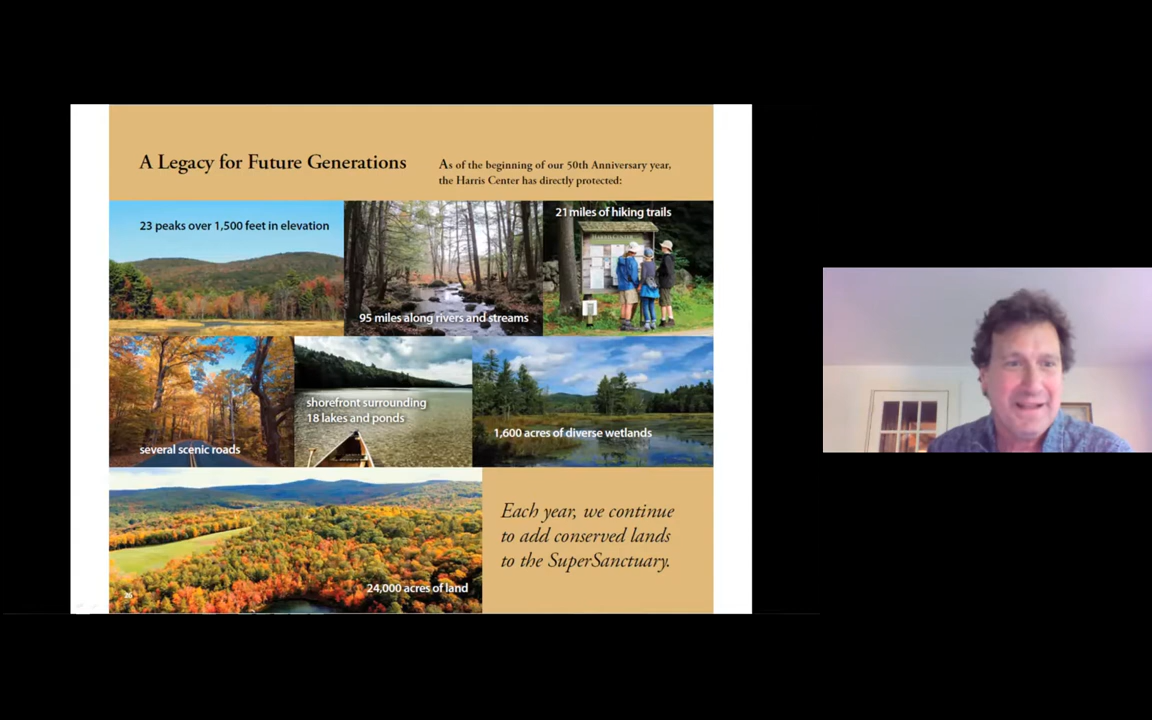 A Legacy for Future Generations
As of the beginning of our 50th Anniversary year,
the Harris Center has directly protected:
23 peaks over 1,500 feet in elevation
95 miles along rivers and streams
21 miles of hiking trails
HARRIS CENTER
several scenic roads
shorefront surrounding
18 lakes and ponds
1,600 acres of diverse wetlands
24,000 acres of land
Each year, we continue
to add conserved lands
to the SuperSanctuary.
26